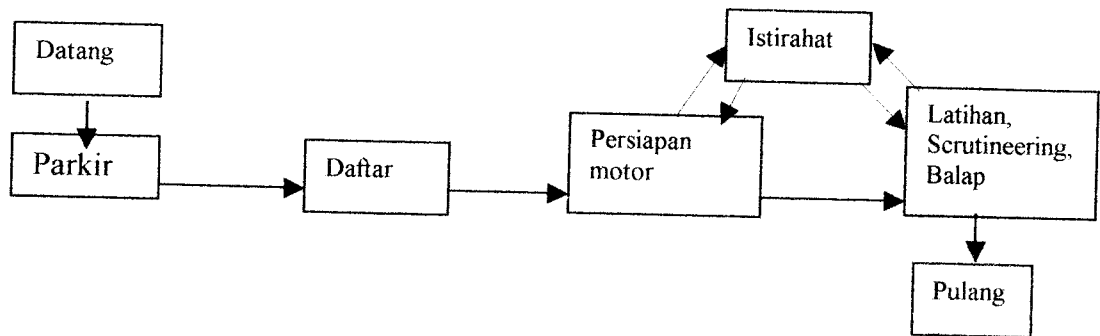 Datang
Parkir
Daftar
Persiapan
motor
Istirahat
Latihan,
Scrutineering,
Balap
Pulang